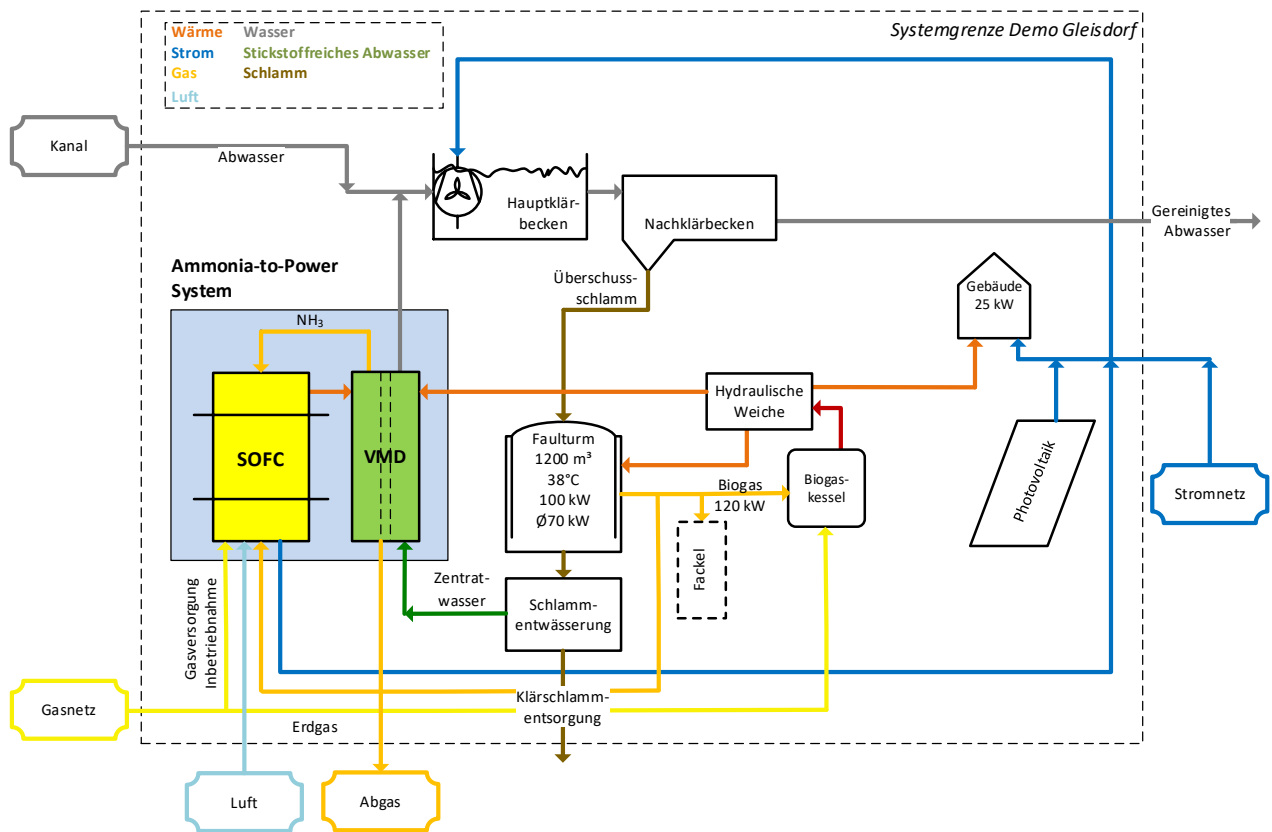 Systemgrenze Demo Gleisdorf
Wärme
Wasser
Strom
Stickstoffreiches Abwasser
Gas
Schlamm
Luft
Kanal
Abwasser
Hauptklär-
becken
Nachklärbecken
Gereinigtes
Abwasser
Ammonia-to-Power
System
Überschuss-
schlamm
Gebäude
25 kW
NH₃
SOFC
VMD
Hydraulische
Weiche
Faulturm
1200 m³
38°C
100 kW
Ø70 kW
Biogas
120 kW
Biogas-
kessel
Fackel
Photovoltaik
Stromnetz
Zentrat-
wasser
Schlamm-
entwässerung
Gasversorgung
Inbetriebnahme
Klärschlamm-
entsorgung
Gasnetz
Erdgas
Luft
Abgas